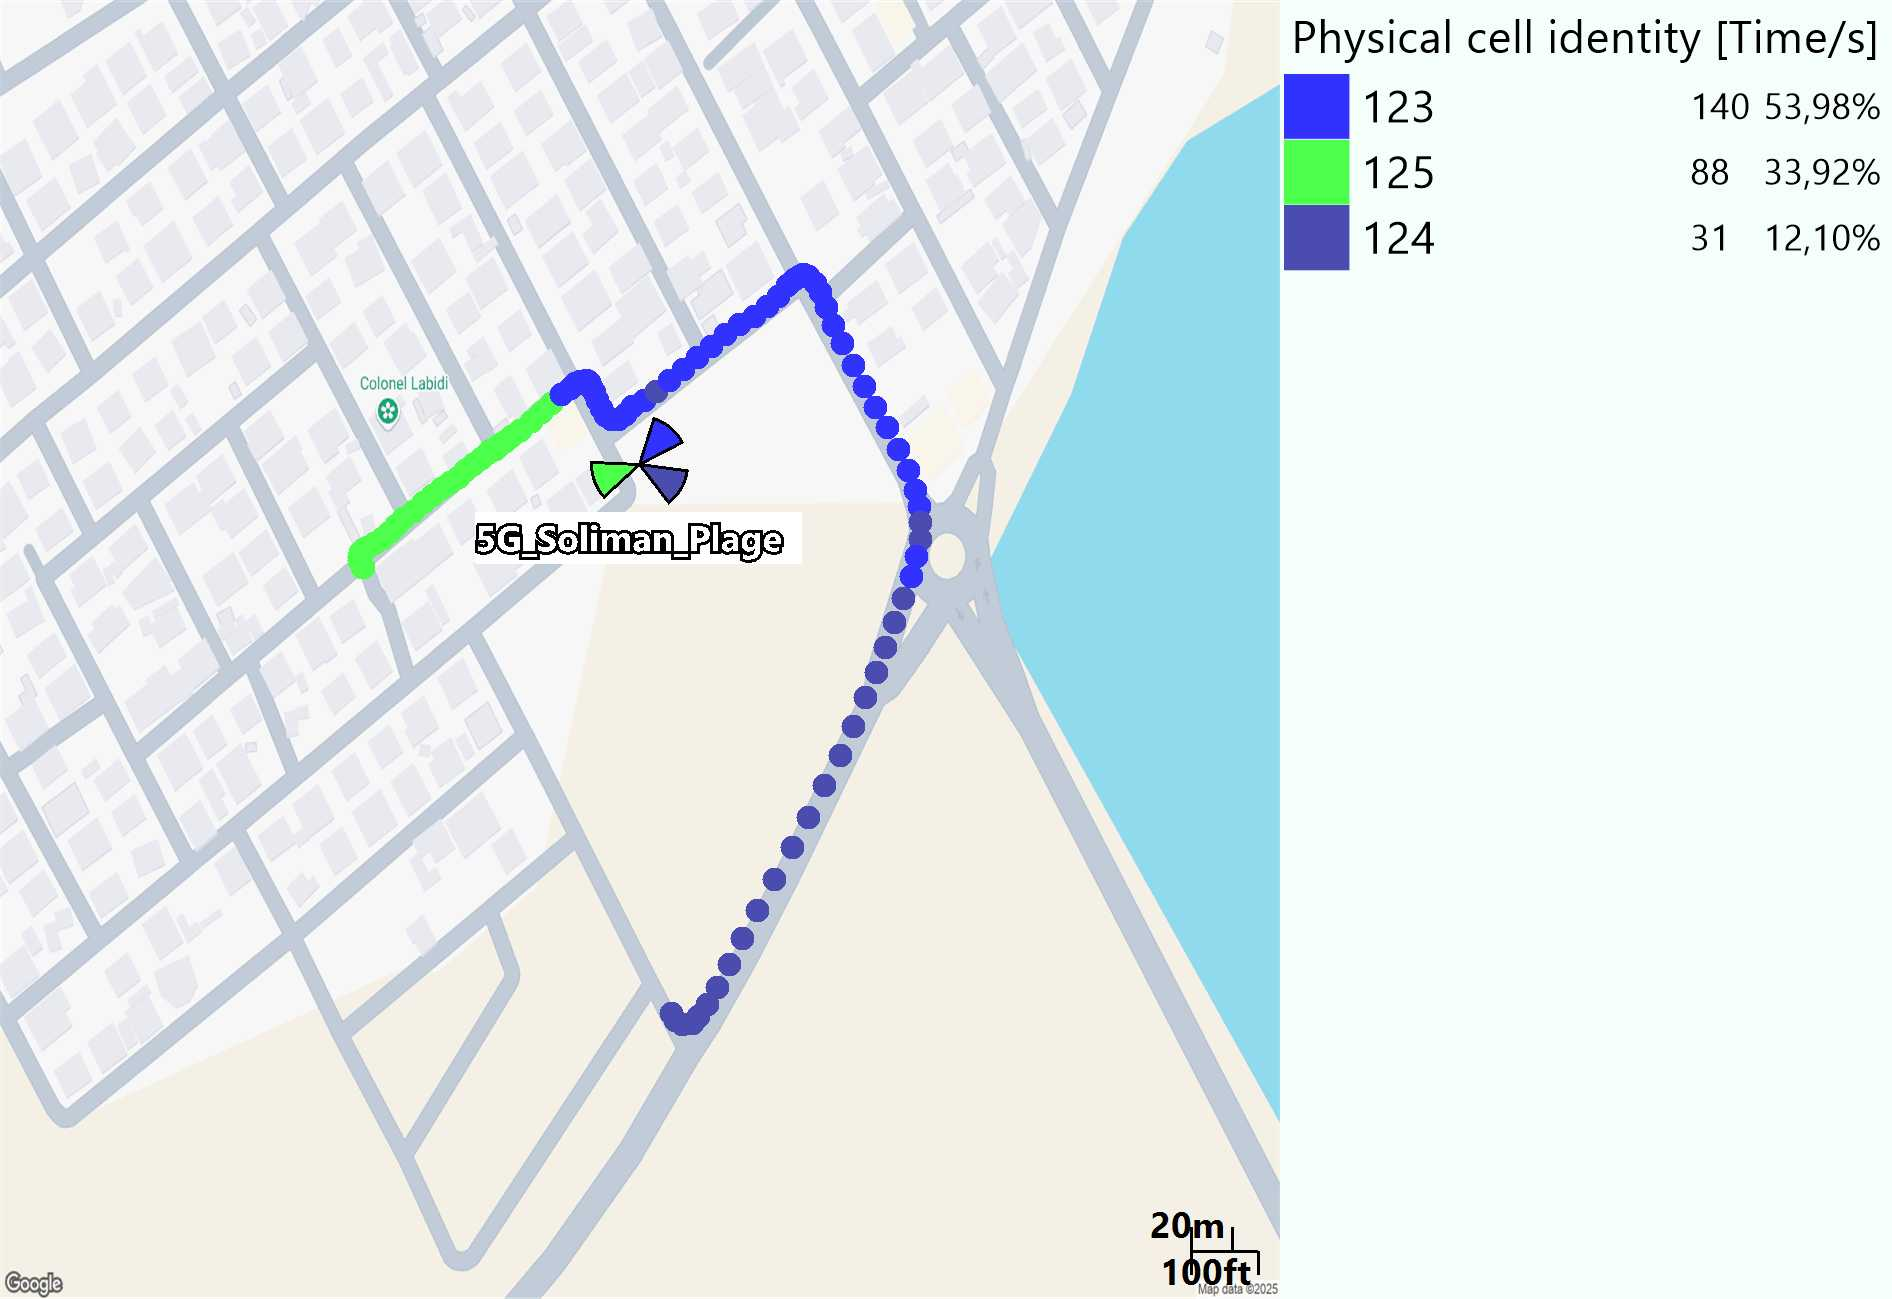 Physical cell identity [Time/s]
123 140 53,98%
125 88 33,92%
124 31 12,10%
Colonel Labidi
5G_Soliman_Plage
20m
100ft
Google
Map data ©2025